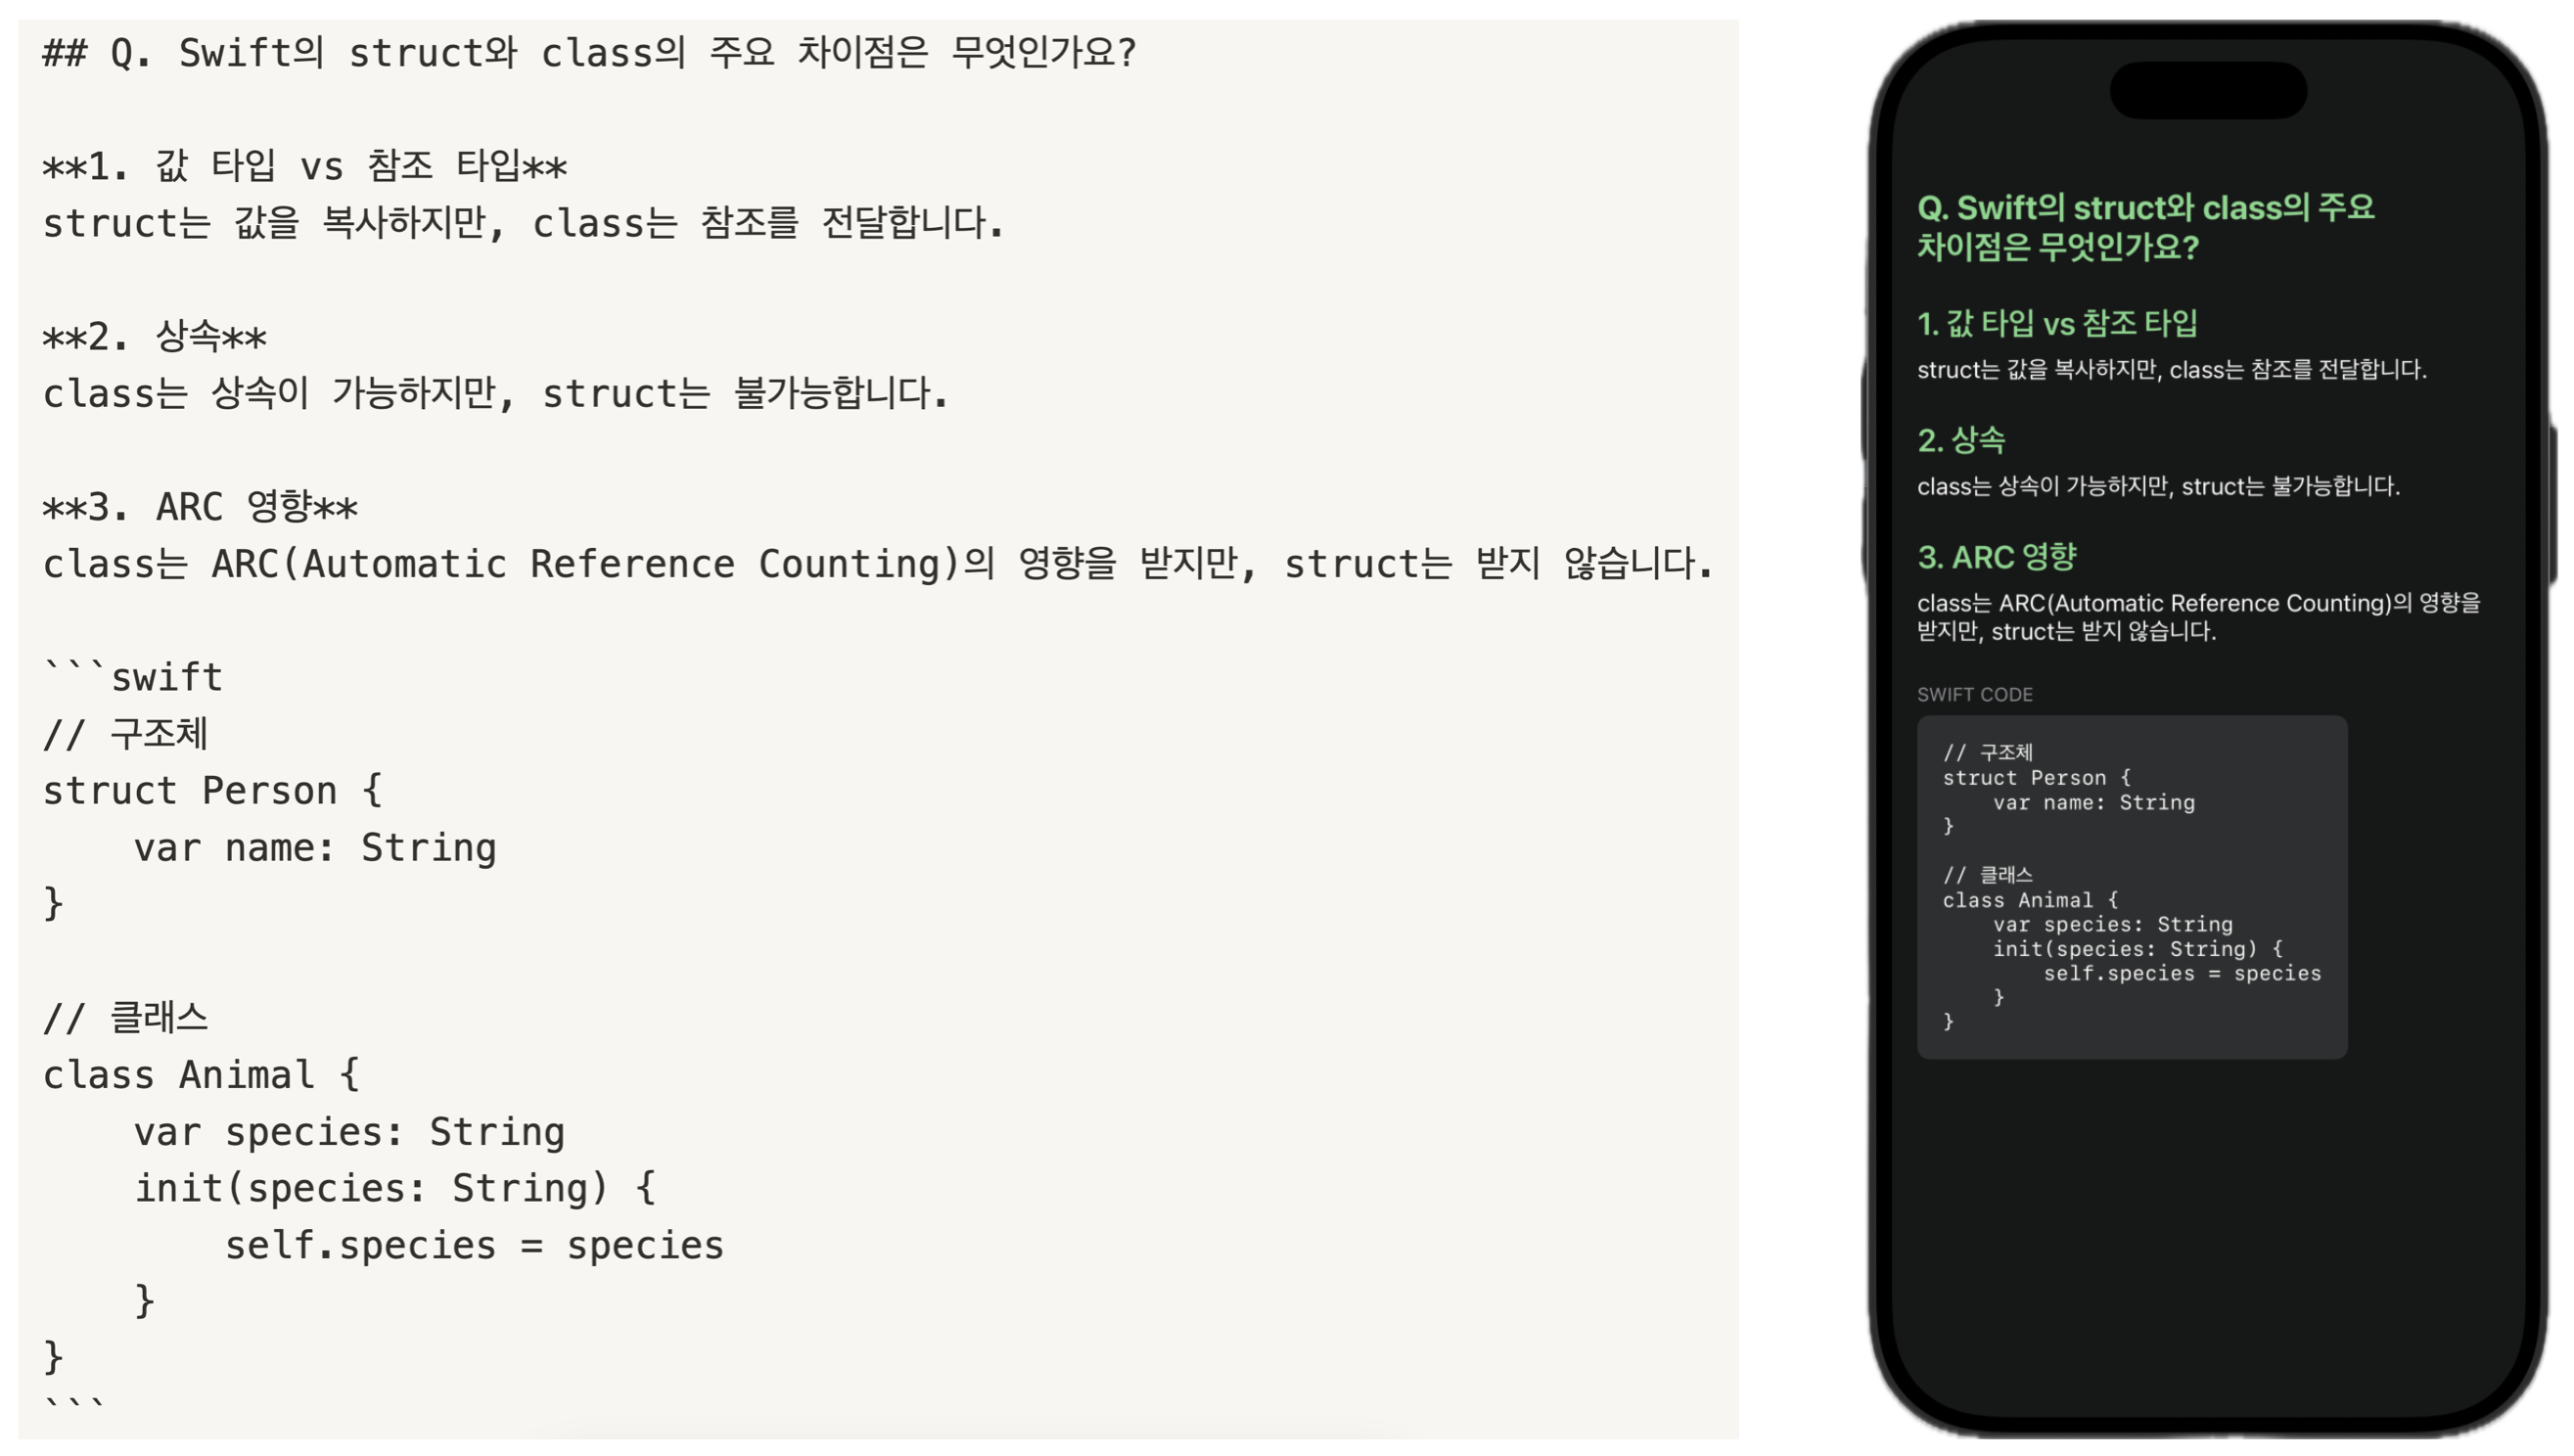 ## Q. Swift의 struct와 class의 주요 차이점은 무엇인가요?
**1. 값 타입 vs 참조 타입**
struct는 값을 복사하지만, class는 참조를 전달합니다.
**2. 상속**
class는 상속이 가능하지만, struct는 불가능합니다.
**3. ARC 영향**
class는 ARC(Automatic Reference Counting)의 영향을 받지만, struct는 받지 않습니다.
```swift
// 구조체
struct Person {
    var name: String
}
// 클래스
class Animal {
    var species: String
    init(species: String) {
        self.species = species
    }
}
```
Q. Swift의 struct와 class의 주요
차이점은 무엇인가요?
1. 값 타입 vs 참조 타입
struct는 값을 복사하지만, class는 참조를 전달합니다.
2. 상속
class는 상속이 가능하지만, struct는 불가능합니다.
3. ARC 영향
class는 ARC(Automatic Reference Counting)의 영향을
받지만, struct는 받지 않습니다.
SWIFT CODE
// 구조체
struct Person {
    var name: String
}
// 클래스
class Animal {
    var species: String
    init(species: String) {
        self.species = species
    }
}